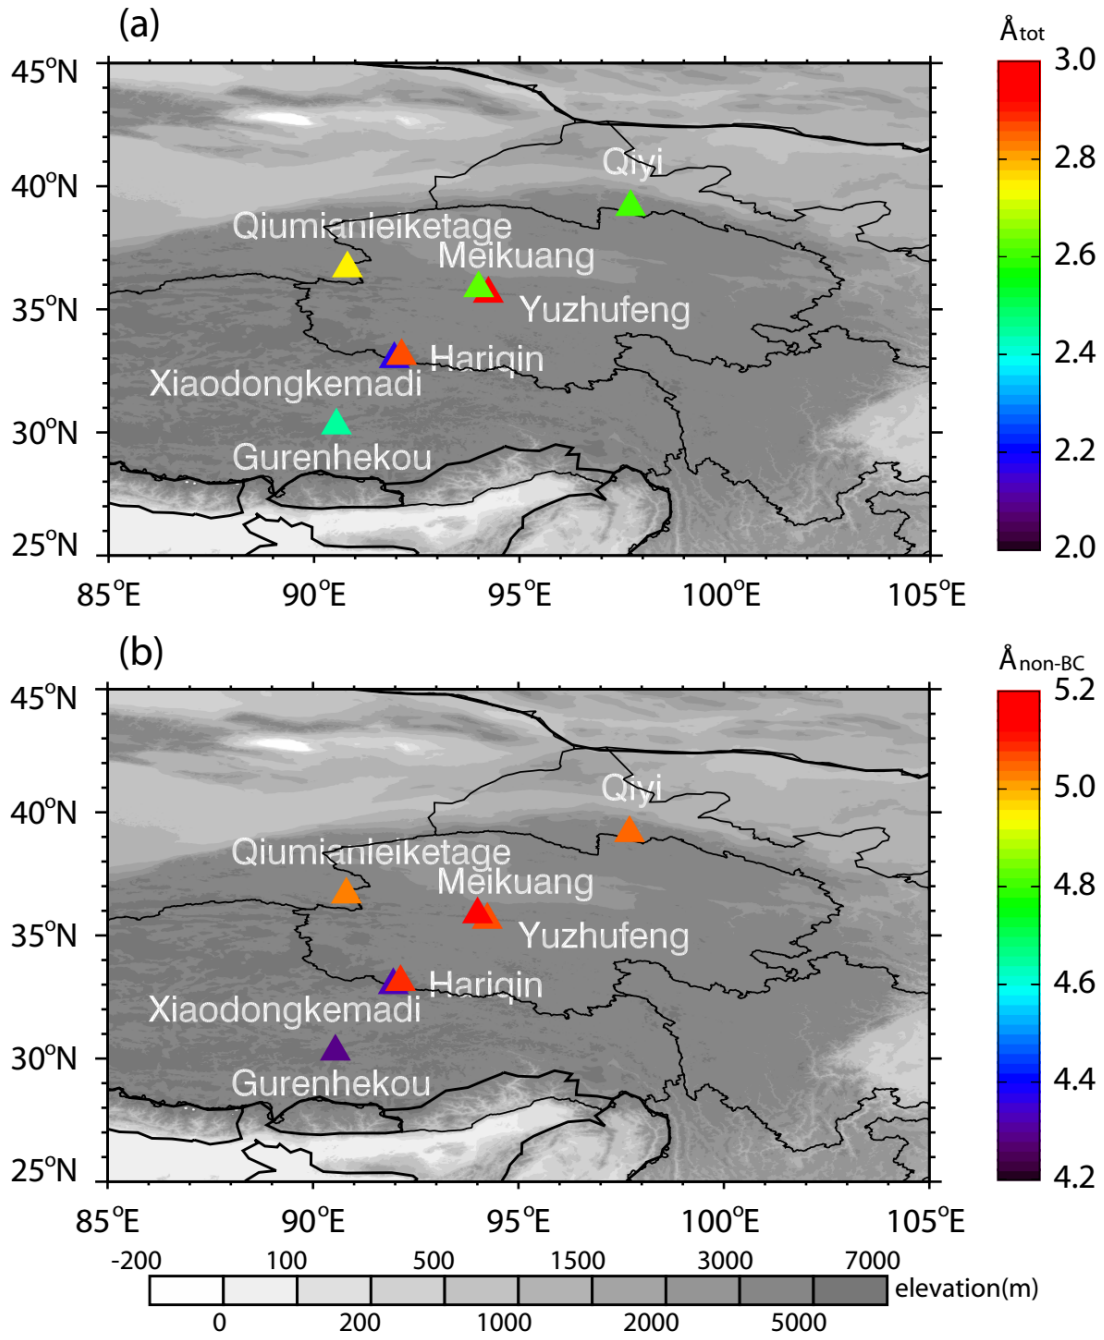 (a)
Åtot
45°N
40°N
35°N
30°N
25°N
Qiyi
Qiumianleiketage
Meikuang
Yuzhufeng
Hariqin
Xiaodongkemadi
Gurenhekou
85°E 90°E 95°E 100°E 105°E
3.0
2.8
2.6
2.4
2.2
2.0
(b)
Ånon-BC
45°N
40°N
35°N
30°N
25°N
Qiyi
Qiumianleiketage
Meikuang
Yuzhufeng
Hariqin
Xiaodongkemadi
Gurenhekou
85°E 90°E 95°E 100°E 105°E
5.2
5.0
4.8
4.6
4.4
4.2
-200 100 500 1500 3000 7000
elevation(m)
0 200 1000 2000 5000